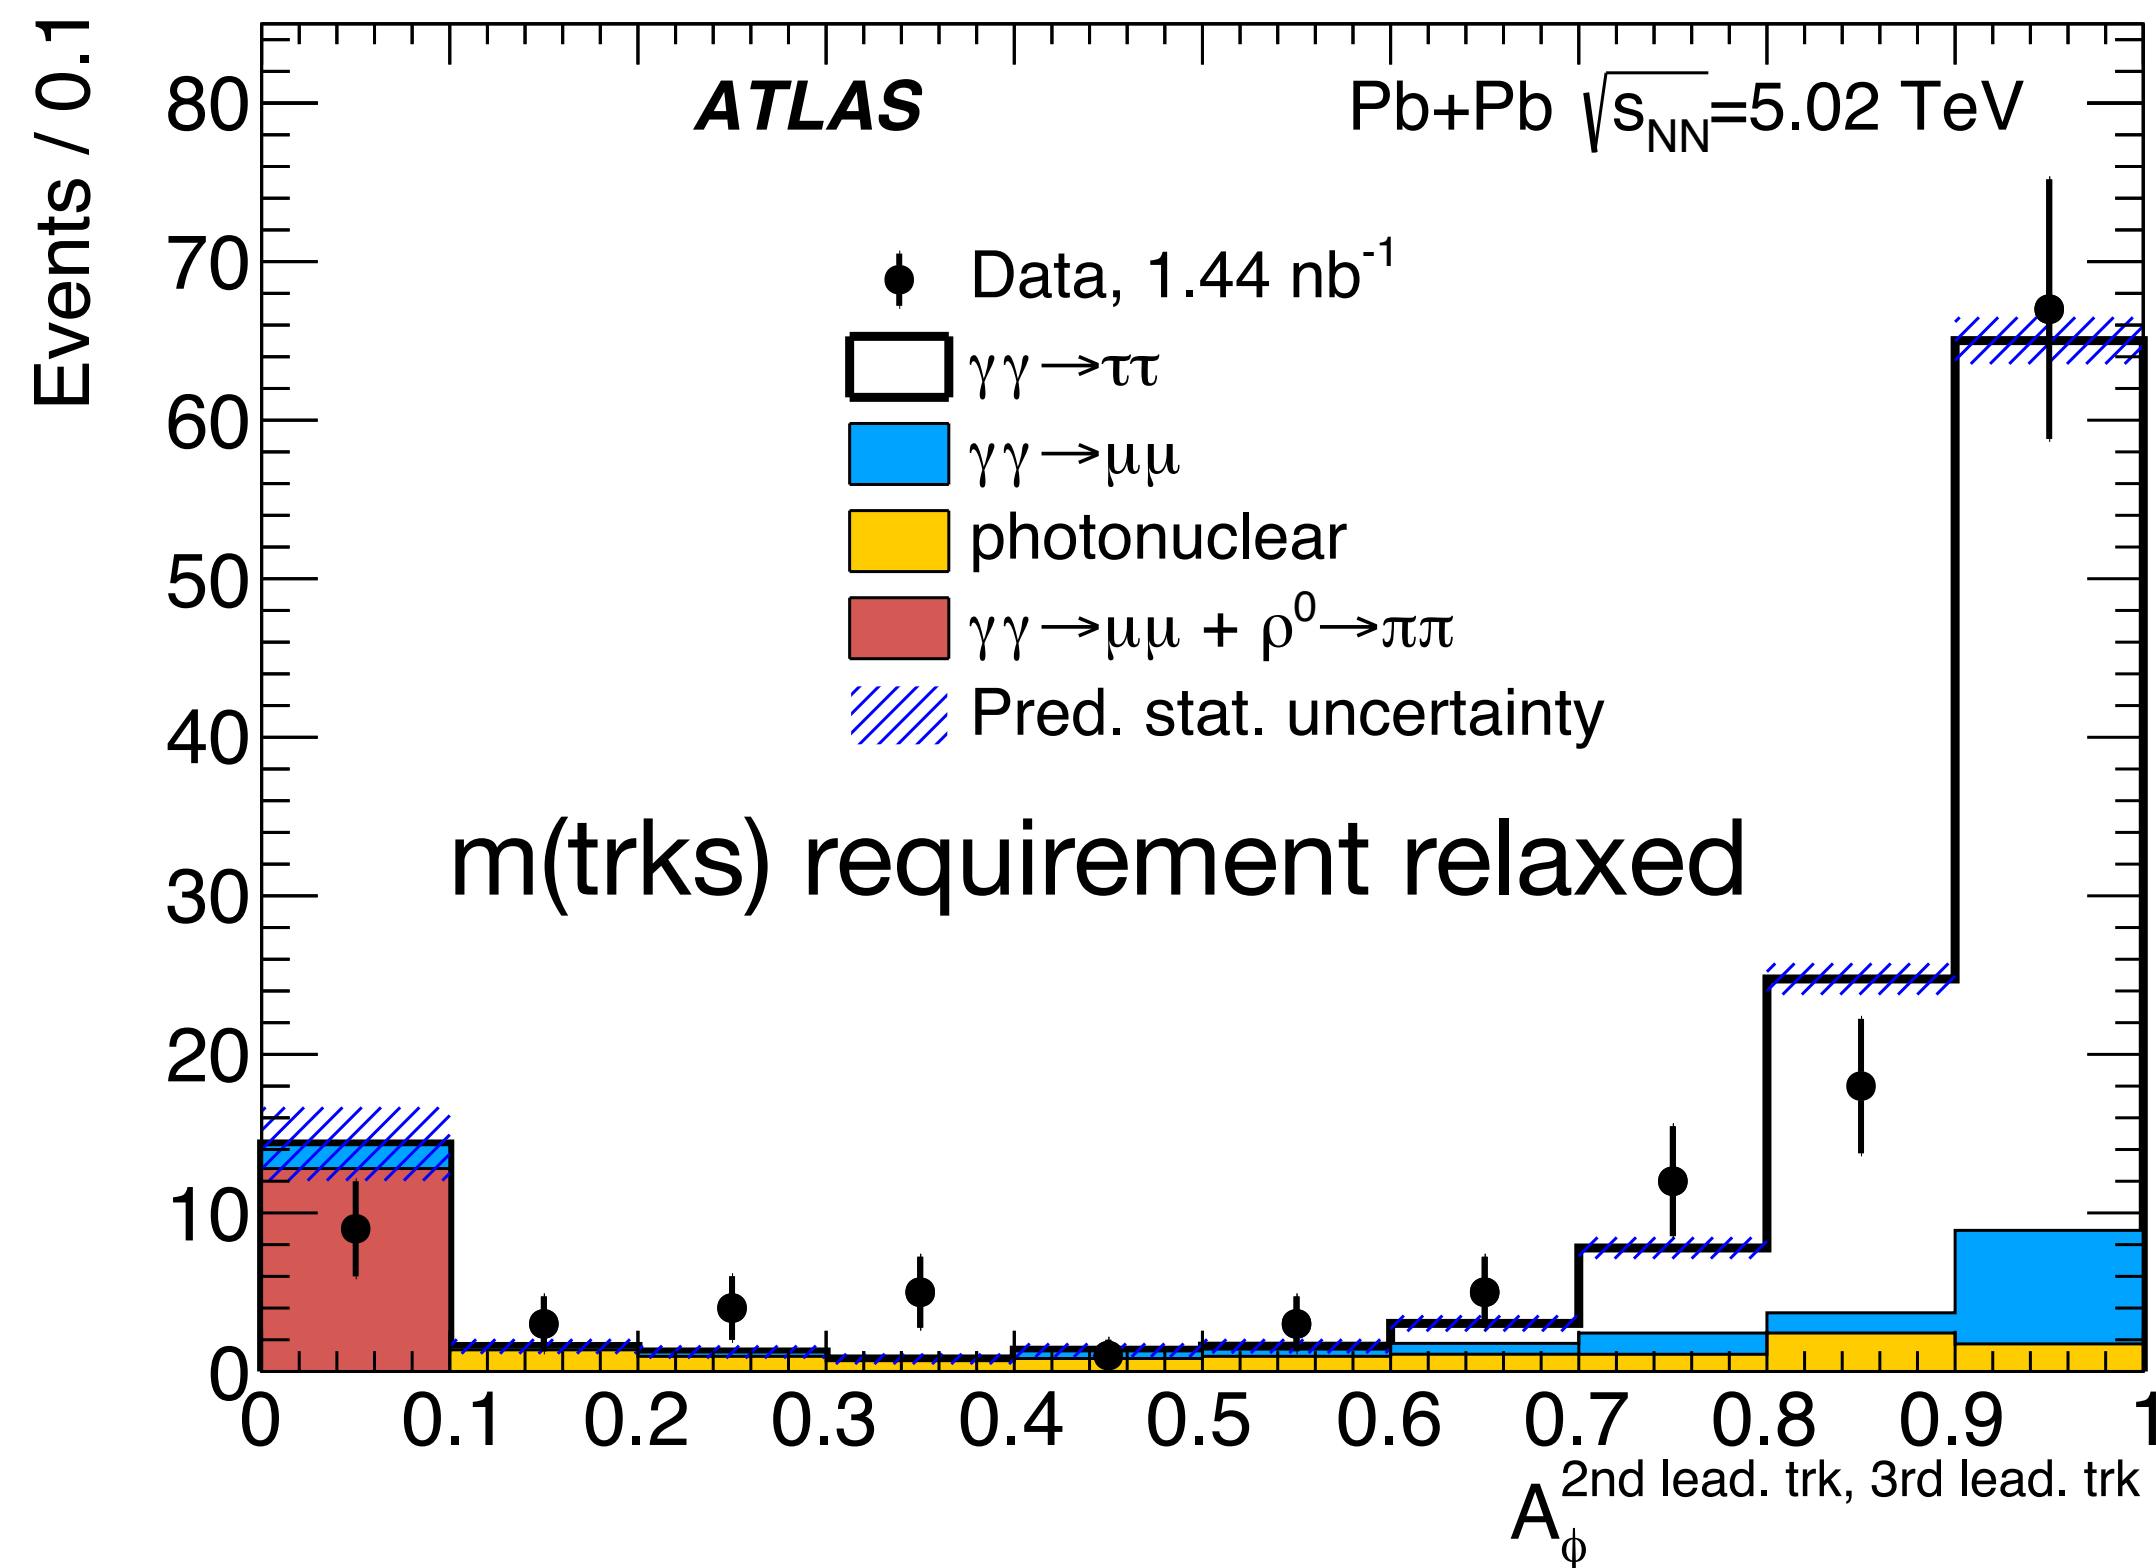 Events / 0.1
ATLAS
Pb+Pb √s_NN=5.02 TeV
Data, 1.44 nb⁻¹
γγ→ττ
γγ→μμ
photonuclear
γγ→μμ + ρ⁰→ππ
Pred. stat. uncertainty
m(trks) requirement relaxed
80
70
60
50
40
30
20
10
0
0 0.1 0.2 0.3 0.4 0.5 0.6 0.7 0.8 0.9 1
A_ϕ^2nd lead. trk, 3rd lead. trk